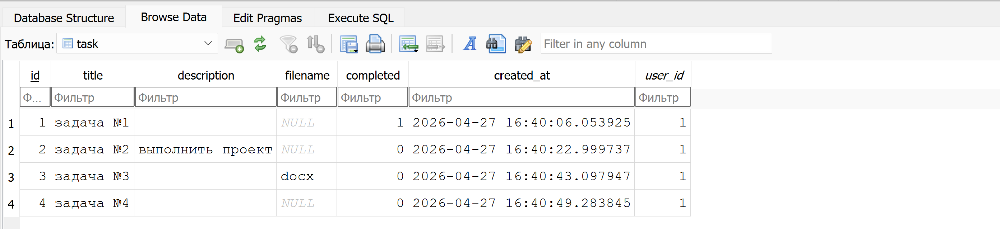 Database Structure Browse Data Edit Pragmas Execute SQL
Таблица: task Filter in any column
id title description filename completed created_at user_id
Ф... Фильтр Фильтр Фильтр Фильтр Фильтр Фильтр
1 1 задача №1 NULL 1 2026-04-27 16:40:06.053925 1
2 2 задача №2 выполнить проект NULL 0 2026-04-27 16:40:22.999737 1
3 3 задача №3 docx 0 2026-04-27 16:40:43.097947 1
4 4 задача №4 NULL 0 2026-04-27 16:40:49.283845 1